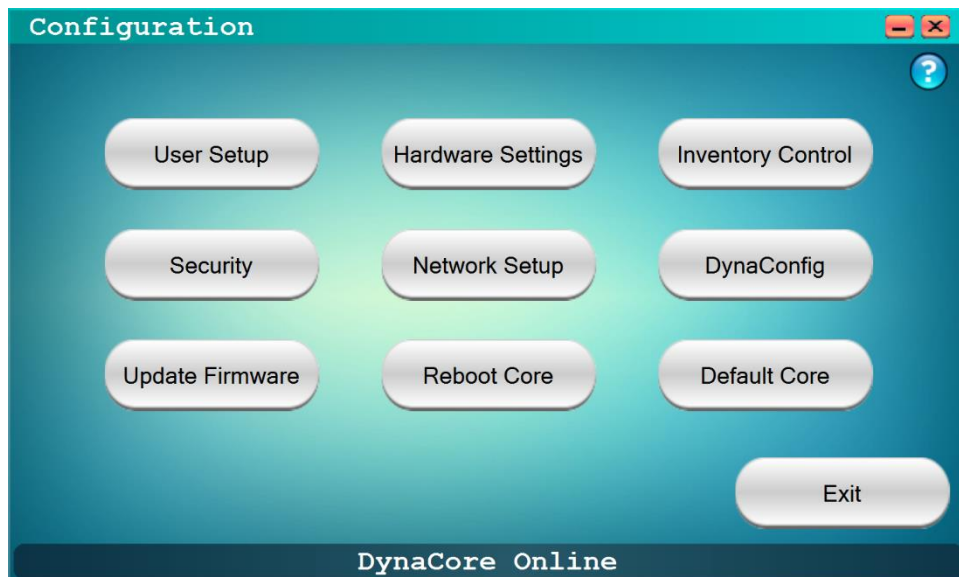 Configuration
?
User Setup
Hardware Settings
Inventory Control
Security
Network Setup
DynaConfig
Update Firmware
Reboot Core
Default Core
Exit
DynaCore Online